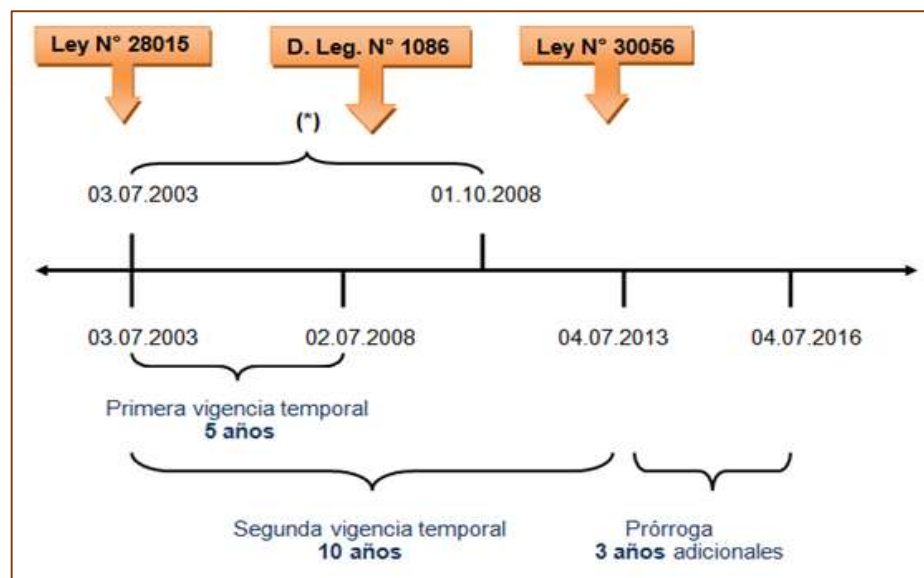 Ley N° 28015
D. Leg. N° 1086
Ley N° 30056
(*)
03.07.2003
01.10.2008
03.07.2003
02.07.2008
04.07.2013
04.07.2016
Primera vigencia temporal
5 años
Segunda vigencia temporal
10 años
Prórroga
3 años adicionales